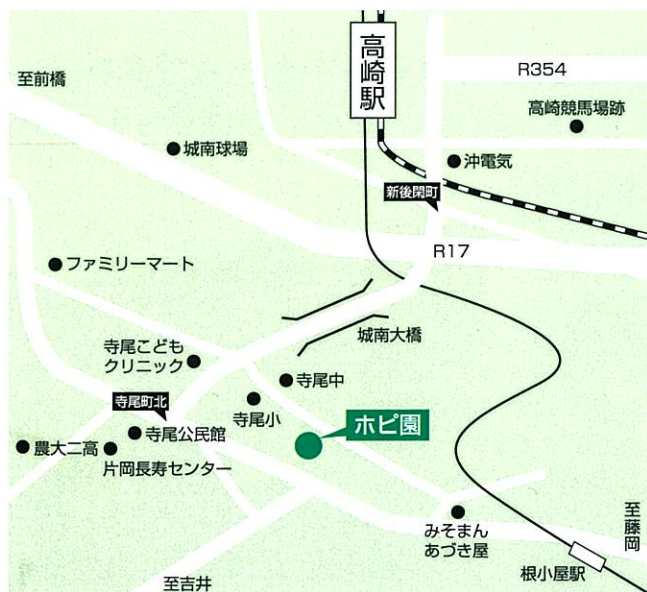 高崎駅
R354
至前橋
高崎競馬場跡
城南球場
沖電気
新後閑町
R17
ファミリーマート
城南大橋
寺尾こども
クリニック
寺尾中
寺尾町北
寺尾小
ホピ園
寺尾公民館
農大二高
片岡長寿センター
至藤岡
みそまん
あづき屋
根小屋駅
至吉井